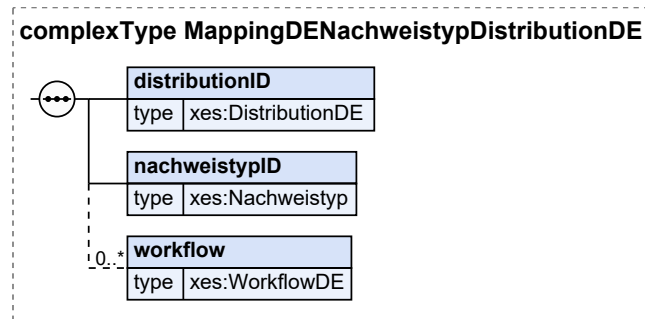 complexType MappingDENachweistypDistributionDE
distributionID
type xes:DistributionDE
nachweistypID
type xes:Nachweistyp
0..* workflow
type xes:WorkflowDE